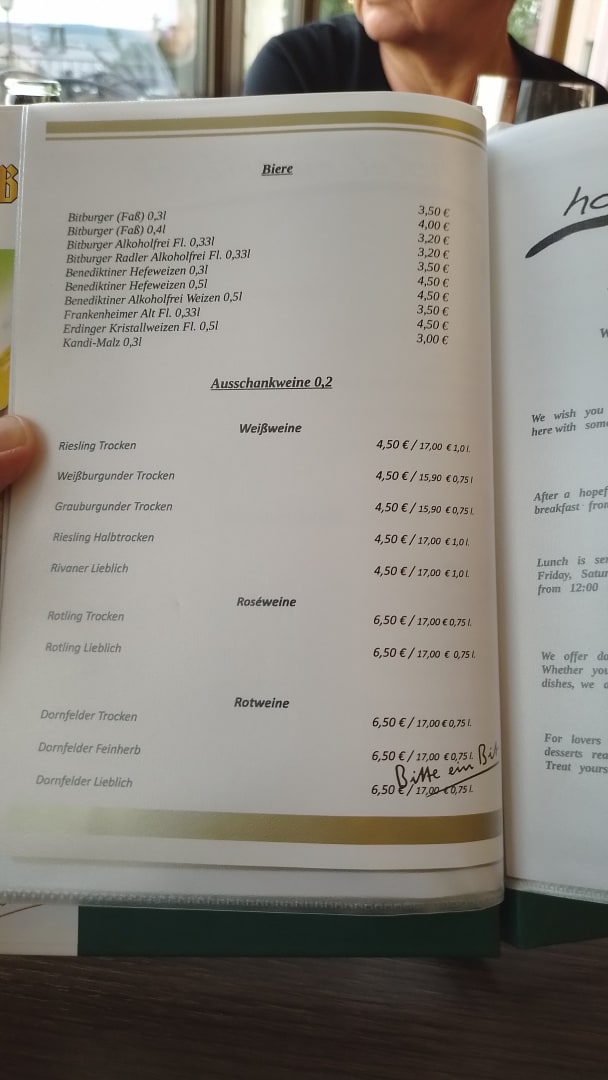 Biere
Bitburger (Faß) 0,3l 3,50 €
Bitburger (Faß) 0,4l 4,00 €
Bitburger Alkoholfrei Fl. 0,33l 3,20 €
Bitburger Radler Alkoholfrei Fl. 0,33l 3,20 €
Benediktiner Hefeweizen 0,3l 3,50 €
Benediktiner Hefeweizen 0,5l 4,50 €
Benediktiner Alkoholfrei Weizen 0,5l 4,50 €
Frankenheimer Alt Fl. 0,33l 3,50 €
Erdinger Kristallweizen Fl. 0,5l 4,50 €
Kandi-Malz 0,3l 3,00 €
Ausschankweine 0,2
Weißweine
Riesling Trocken 4,50 € / 17,00 € 1,0 l.
Weißburgunder Trocken 4,50 € / 15,90 € 0,75 l
Grauburgunder Trocken 4,50 € / 15,90 € 0,75 l.
Riesling Halbtrocken 4,50 € / 17,00 € 1,0 l.
Rivaner Lieblich 4,50 € / 17,00 € 1,0 l.
Roséweine
Rotling Trocken 6,50 € / 17,00 € 0,75 l.
Rotling Lieblich 6,50 € / 17,00 € 0,75 l.
Rotweine
Dornfelder Trocken 6,50 € / 17,00 € 0,75 l.
Dornfelder Feinherb 6,50 € / 17,00 € 0,75 l.
Bitte ein Bit
Dornfelder Lieblich 6,50 € / 17,00 € 0,75 l.
We wish you
here with
After a
breakfast
Lunch is
Friday,
from 12:00
We offer
Whether you
dishes, we
For lovers
desserts
Treat